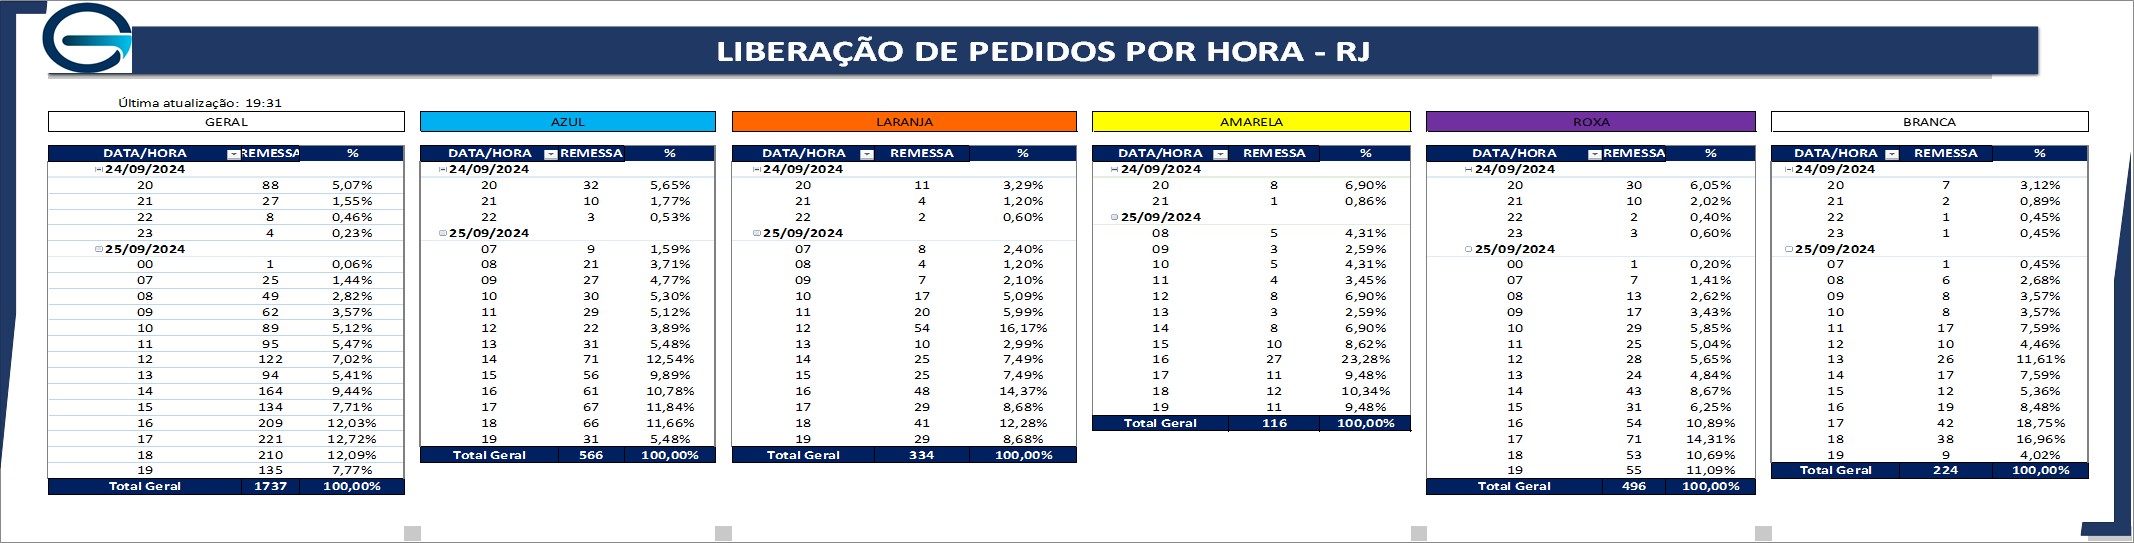 LIBERAÇÃO DE PEDIDOS POR HORA - RJ
Última atualização: 19:31
GERAL
DATA/HORA REMESSA %
24/09/2024
20 88 5,07%
21 27 1,55%
22 8 0,46%
23 4 0,23%
25/09/2024
00 1 0,06%
07 25 1,44%
08 49 2,82%
09 62 3,57%
10 89 5,12%
11 95 5,47%
12 122 7,02%
13 94 5,41%
14 164 9,44%
15 134 7,71%
16 209 12,03%
17 221 12,72%
18 210 12,09%
19 135 7,77%
Total Geral 1737 100,00%
AZUL
DATA/HORA REMESSA %
24/09/2024
20 32 5,65%
21 10 1,77%
22 3 0,53%
25/09/2024
07 9 1,59%
08 21 3,71%
09 27 4,77%
10 30 5,30%
11 29 5,12%
12 22 3,89%
13 31 5,48%
14 71 12,54%
15 56 9,89%
16 61 10,78%
17 67 11,84%
18 66 11,66%
19 31 5,48%
Total Geral 566 100,00%
LARANJA
DATA/HORA REMESSA %
24/09/2024
20 11 3,29%
21 4 1,20%
22 2 0,60%
25/09/2024
07 8 2,40%
08 4 1,20%
09 7 2,10%
10 17 5,09%
11 20 5,99%
12 54 16,17%
13 10 2,99%
14 25 7,49%
15 25 7,49%
16 48 14,37%
17 29 8,68%
18 41 12,28%
19 29 8,68%
Total Geral 334 100,00%
AMARELA
DATA/HORA REMESSA %
24/09/2024
20 8 6,90%
21 1 0,86%
25/09/2024
08 5 4,31%
09 3 2,59%
10 5 4,31%
11 4 3,45%
12 8 6,90%
13 3 2,59%
14 8 6,90%
15 10 8,62%
16 27 23,28%
17 11 9,48%
18 12 10,34%
19 11 9,48%
Total Geral 116 100,00%
ROXA
DATA/HORA REMESSA %
24/09/2024
20 30 6,05%
21 10 2,02%
22 2 0,40%
23 3 0,60%
25/09/2024
00 1 0,20%
07 7 1,41%
08 13 2,62%
09 17 3,43%
10 29 5,85%
11 25 5,04%
12 28 5,65%
13 24 4,84%
14 43 8,67%
15 31 6,25%
16 54 10,89%
17 71 14,31%
18 53 10,69%
19 55 11,09%
Total Geral 496 100,00%
BRANCA
DATA/HORA REMESSA %
24/09/2024
20 7 3,12%
21 2 0,89%
22 1 0,45%
23 1 0,45%
25/09/2024
07 1 0,45%
08 6 2,68%
09 8 3,57%
10 8 3,57%
11 17 7,59%
12 10 4,46%
13 26 11,61%
14 17 7,59%
15 12 5,36%
16 19 8,48%
17 42 18,75%
18 38 16,96%
19 9 4,02%
Total Geral 224 100,00%